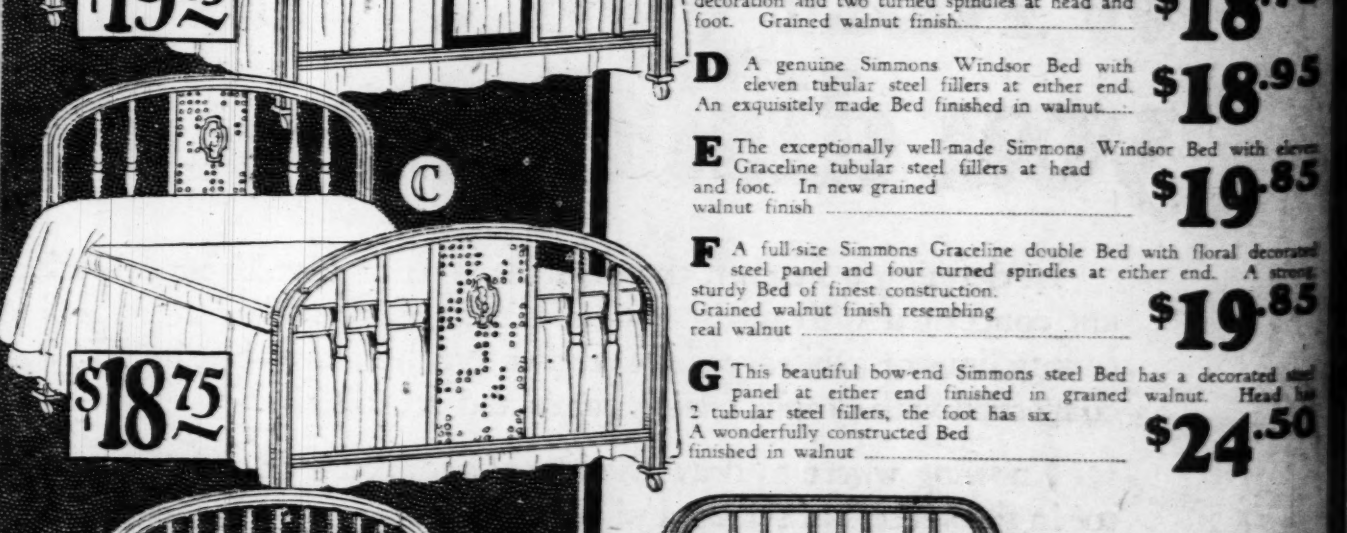 $19
decoration and two turned spindles at head and
foot. Grained walnut finish
$18.75
D A genuine Simmons Windsor Bed with
eleven tubular steel fillers at either end.
An exquisitely made Bed finished in walnut
$18.95
E The exceptionally well-made Simmons Windsor Bed with eleven
Graceline tubular steel fillers at head
and foot. In new grained
walnut finish
$19.85
F A full-size Simmons Graceline double Bed with floral decorated
steel panel and four turned spindles at either end. A strong
sturdy Bed of finest construction.
Grained walnut finish resembling
real walnut
$19.85
G This beautiful bow-end Simmons steel Bed has a decorated steel
panel at either end finished in grained walnut. Head has
2 tubular steel fillers, the foot has six.
A wonderfully constructed Bed
finished in walnut
$24.50
C
$18 75